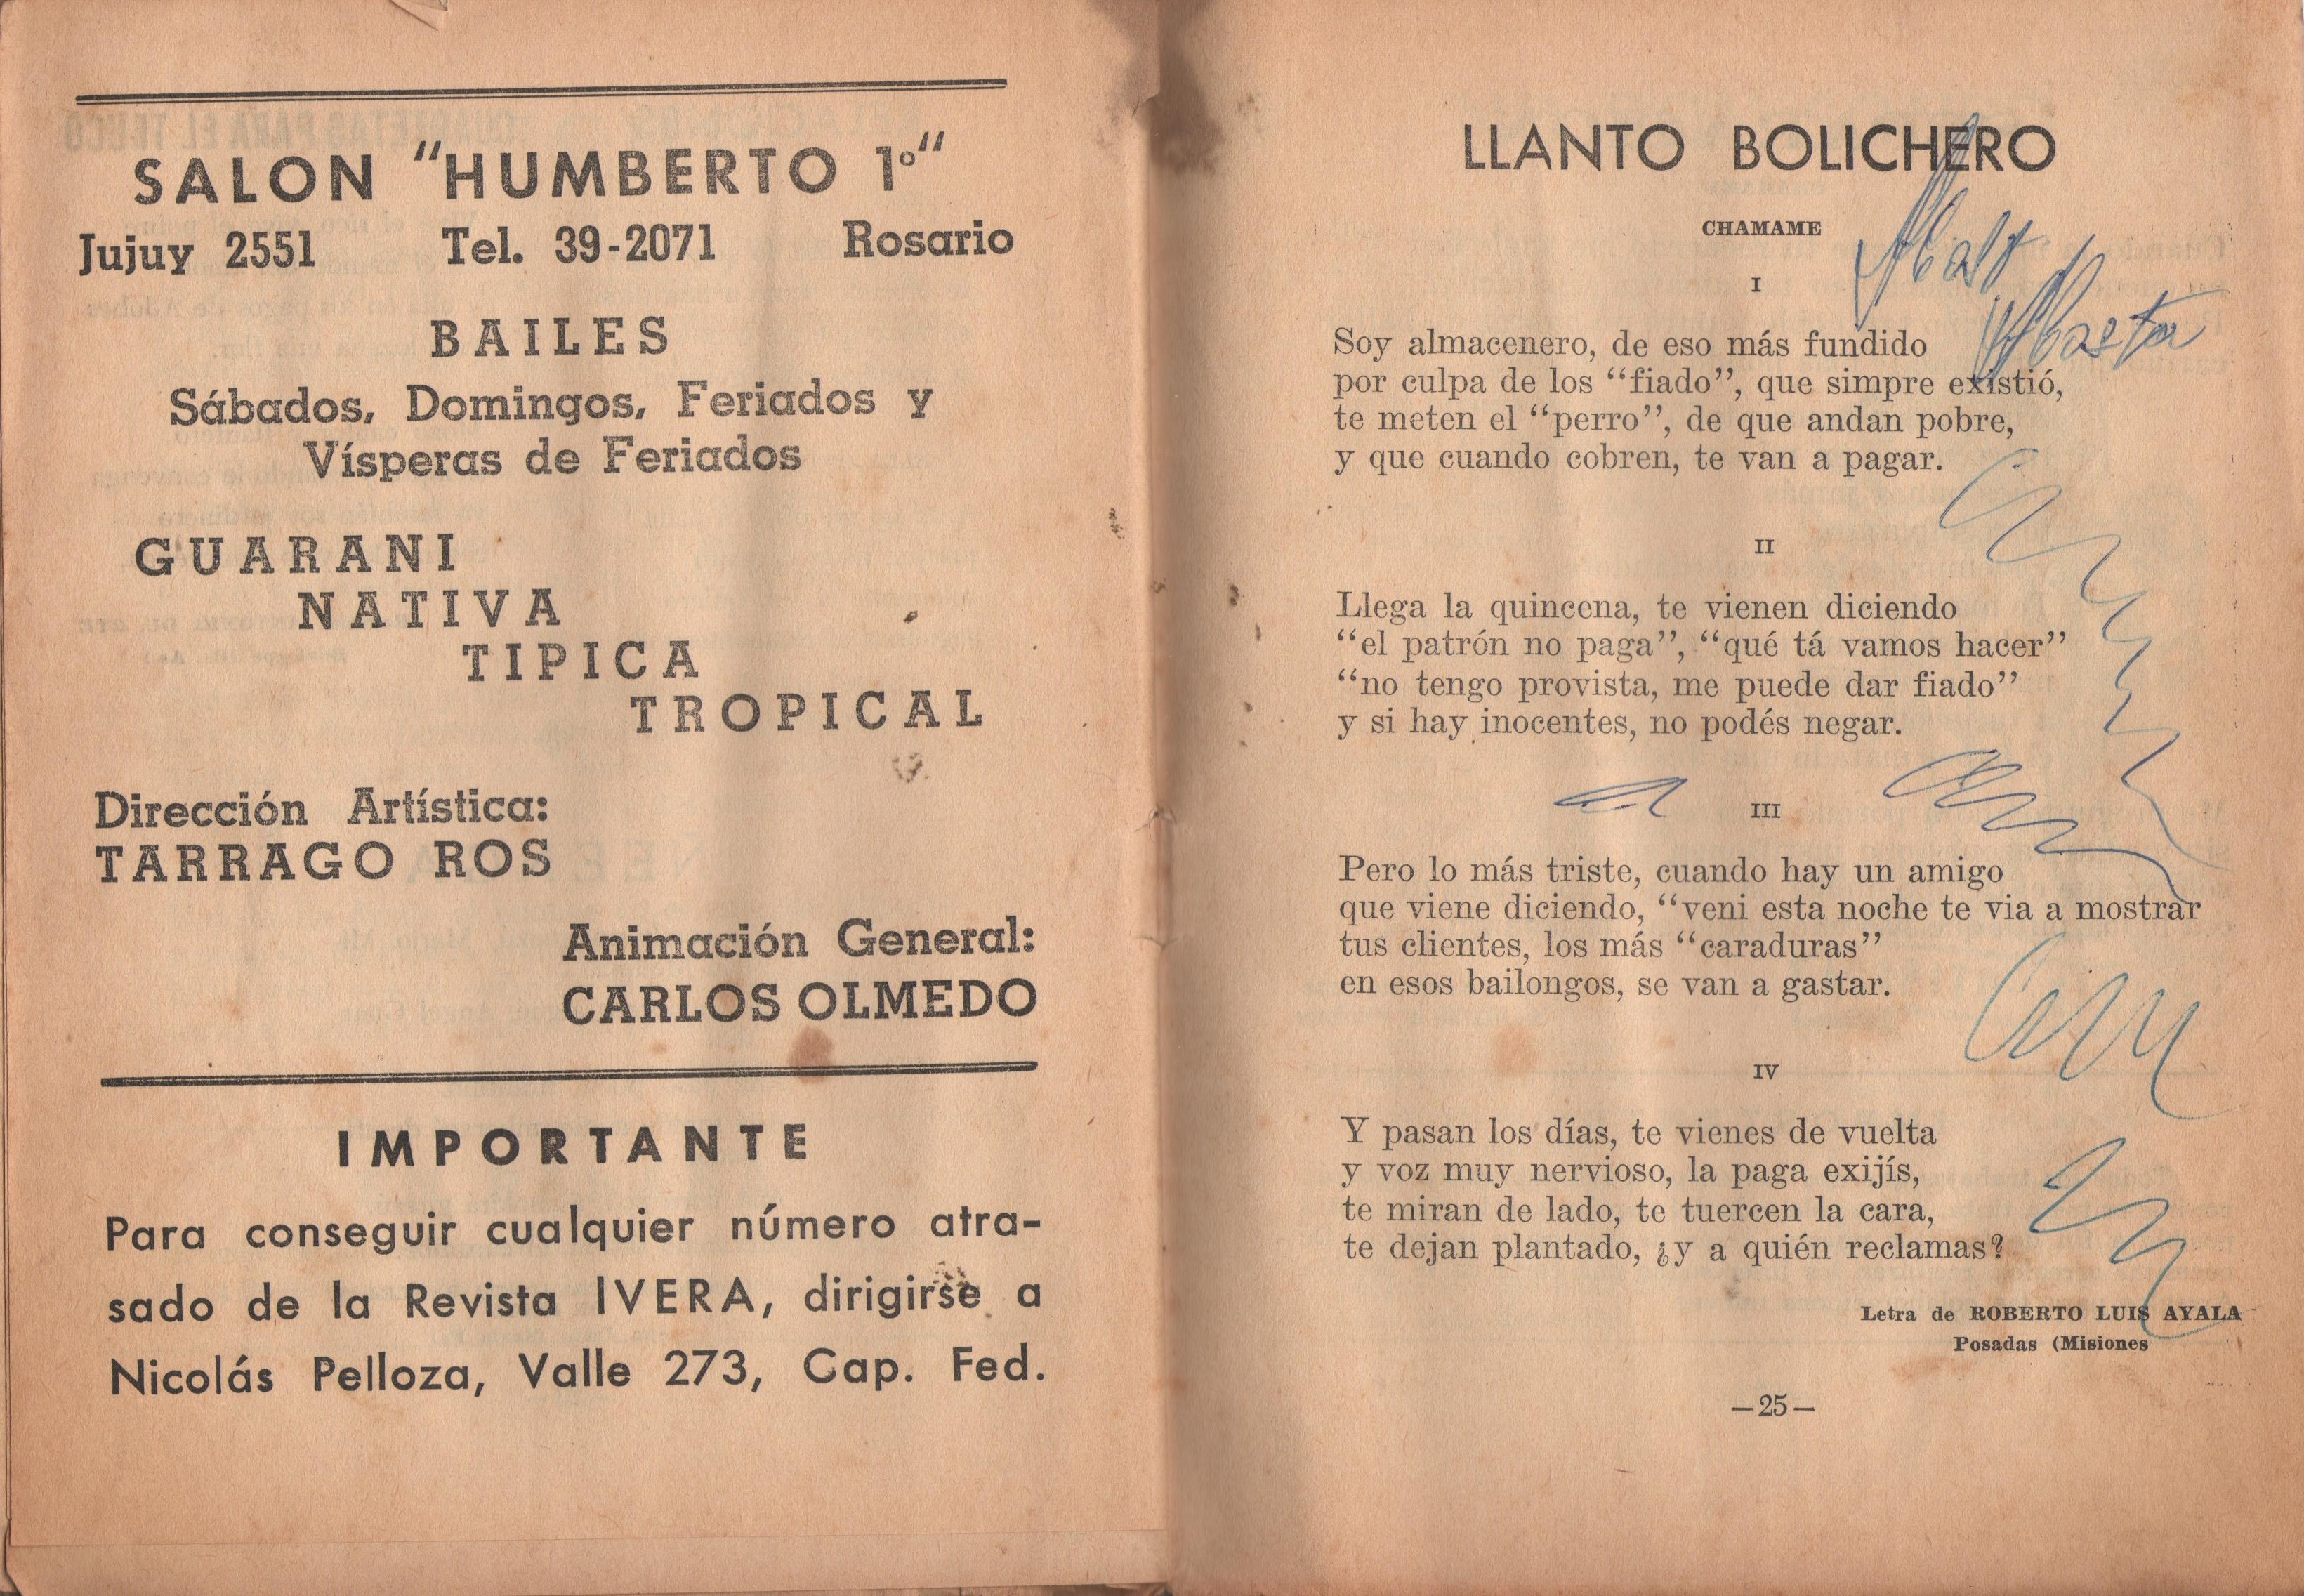 SALON "HUMBERTO 1º"
Jujuy 2551 Tel. 39-2071 Rosario
BAILES
Sábados, Domingos, Feriados y
Vísperas de Feriados
GUARANI
NATIVA
TIPICA
TROPICAL
Dirección Artística:
TARRAGO ROS
Animación General:
CARLOS OLMEDO
IMPORTANTE
Para conseguir cualquier número atra-
sado de la Revista IVERA, dirigirse a
Nicolás Pelloza, Valle 273, Cap. Fed.
LLANTO BOLICHERO
CHAMAME
I
Soy almacenero, de eso más fundido
por culpa de los “fiado”, que simpre existió,
te meten el “perro”, de que andan pobre,
y que cuando cobren, te van a pagar.
II
Llega la quincena, te vienen diciendo
“el patrón no paga”, “qué tá vamos hacer”
“no tengo provista, me puede dar fiado”
y si hay inocentes, no podés negar.
III
Pero lo más triste, cuando hay un amigo
que viene diciendo, “veni esta noche te via a mostrar
tus clientes, los más “caraduras”
en esos bailongos, se van a gastar.
IV
Y pasan los días, te vienes de vuelta
y voz muy nervioso, la paga exijís,
te miran de lado, te tuercen la cara,
te dejan plantado, ¿y a quién reclamas?
Letra de ROBERTO LUIS AYALA
Posadas (Misiones
—25—